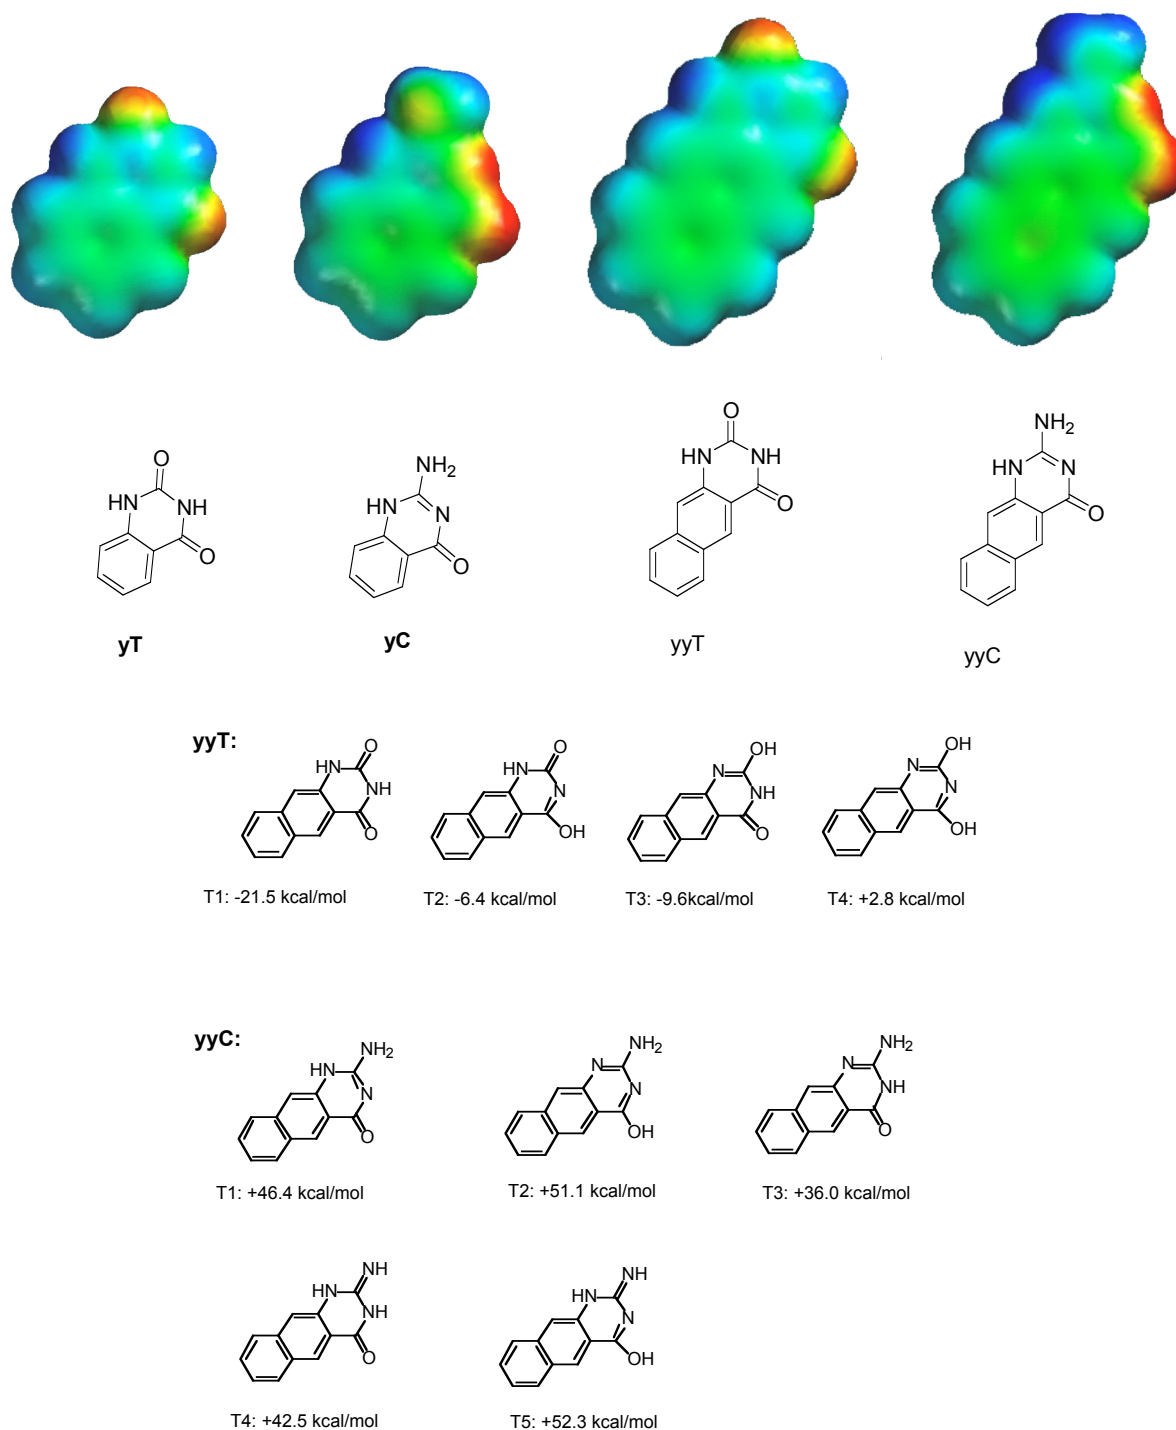 O
HN
NH
O
NH2
HN
N
O
O
HN
NH
O
NH2
HN
N
O
yT
yC
yyT
yyC
yyT:
O
HN
NH
O
O
HN
N
OH
OH
N
NH
O
OH
N
N
OH
T1: -21.5 kcal/mol
T2: -6.4 kcal/mol
T3: -9.6kcal/mol
T4: +2.8 kcal/mol
yyC:
NH2
HN
N
O
NH2
N
N
OH
NH2
N
NH
O
T1: +46.4 kcal/mol
T2: +51.1 kcal/mol
T3: +36.0 kcal/mol
NH
HN
NH
O
NH
HN
N
OH
T4: +42.5 kcal/mol
T5: +52.3 kcal/mol